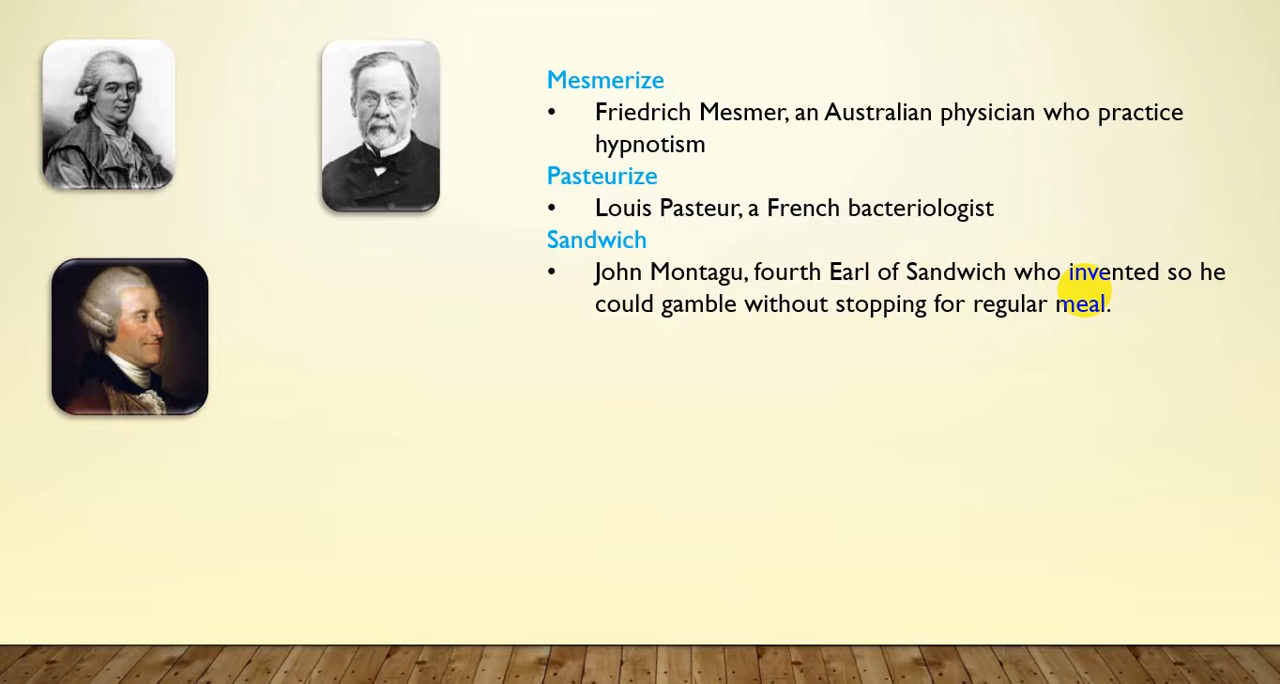 Mesmerize
• Friedrich Mesmer, an Australian physician who practice
hypnotism
Pasteurize
• Louis Pasteur, a French bacteriologist
Sandwich
• John Montagu, fourth Earl of Sandwich who invented so he
could gamble without stopping for regular meal.